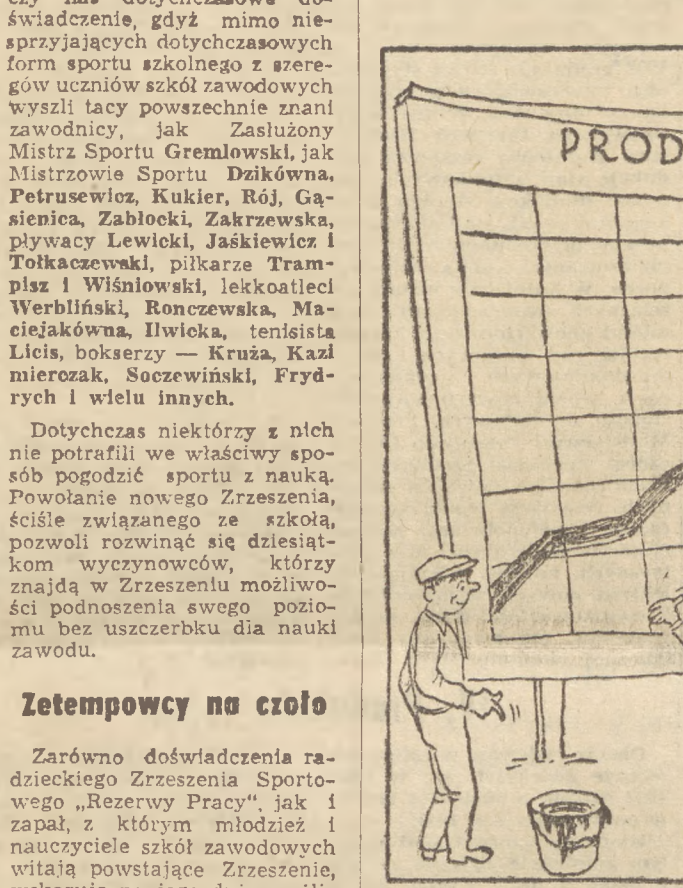 świadczenie, gdyż mimo nie-
sprzyjających dotychczasowych
form sportu szkolnego z szere-
gów uczniów szkół zawodowych
wyszli tacy powszechnie znani
zawodnicy, jak Zasłużony
Mistrz Sportu Gremlowski, jak
Mistrzowie Sportu Dzikówna,
Petrusewicz, Kukier, Rój, Gą-
sienica, Zabłocki, Zakrzewska,
pływacy Lewicki, Jaśkiewicz i
Tołkaczewski, piłkarze Tram-
pisz i Wiśniowski, lekkoatleci
Werbliński, Ronczewska, Ma-
ciejakówna, Ilwicka, tenisista
Licis, bokserzy — Kruża, Kazi
mierczak, Soczewiński, Fryd-
rych i wielu innych.
Dotychczas niektórzy z nich
nie potrafili we właściwy spo-
sób pogodzić sportu z nauką.
Powołanie nowego Zrzeszenia,
ściśle związanego ze szkołą,
pozwoli rozwinąć się dziesiąt-
kom wyczynowców, którzy
znajdą w Zrzeszeniu możliwo-
ści podnoszenia swego pozio-
mu bez uszczerbku dla nauki
zawodu.
Zetempowcy na czoło
Zarówno doświadczenia ra-
dzieckiego Zrzeszenia Sporto-
wego „Rezerwy Pracy“, jak i
zapał, z którym młodzież i
nauczyciele szkół zawodowych
witają powstające Zrzeszenie,
PROD